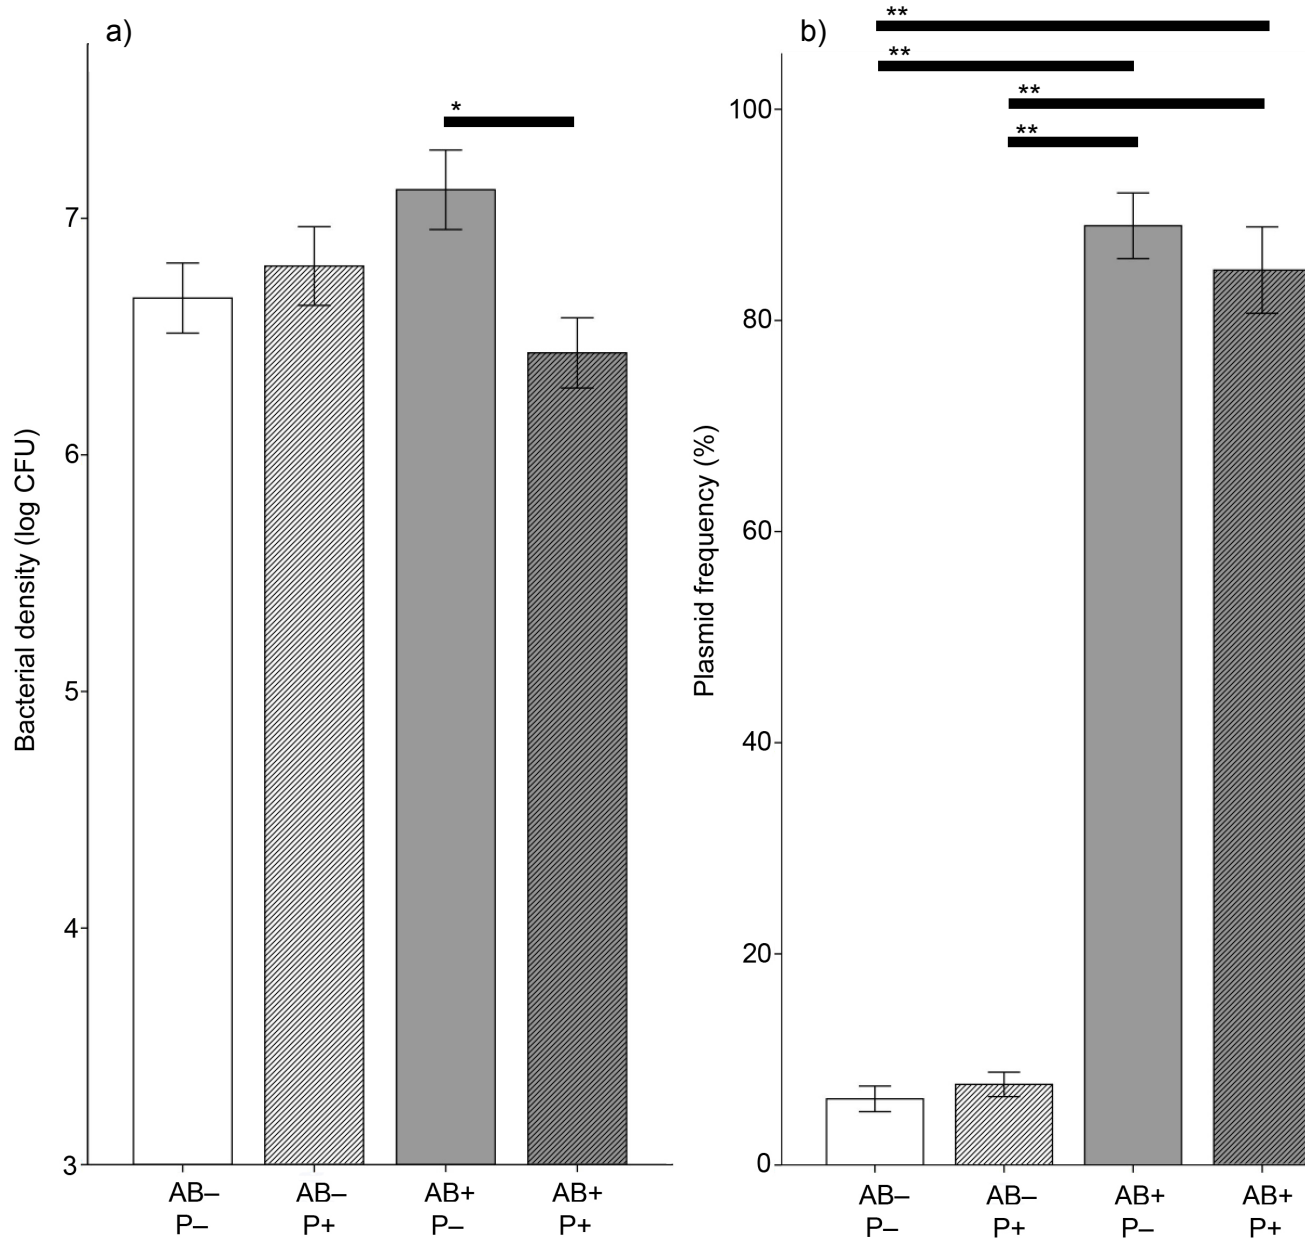 a)
*
7
6
5
4
3
Bacterial density (log CFU)
AB– AB– AB+ AB+
P– P+ P– P+
b)
**
**
**
**
100
80
60
40
20
0
Plasmid frequency (%)
AB– AB– AB+ AB+
P– P+ P– P+